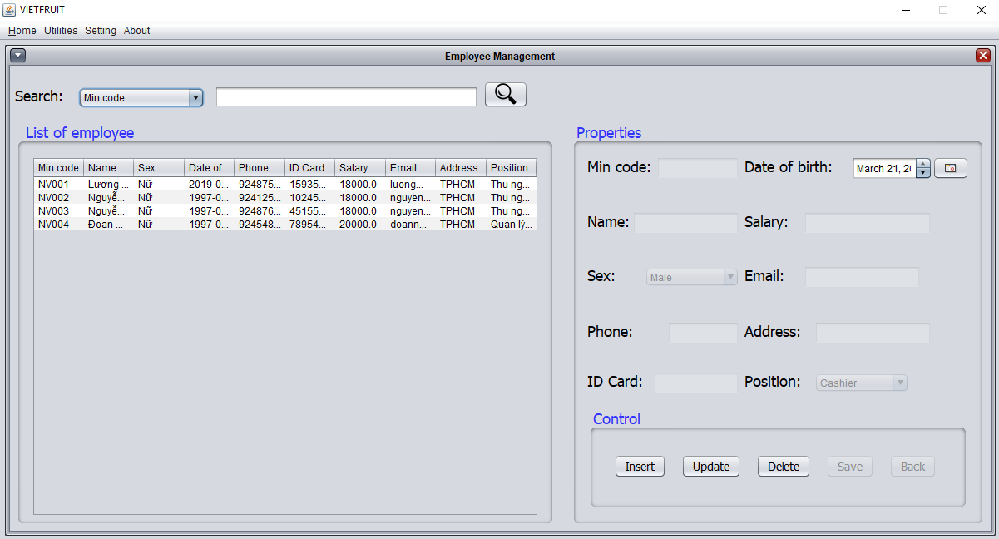 VIETFRUIT
Home Utilities Setting About
Employee Management
Search: Min code
List of employee
Min code Name Sex Date of... Phone ID Card Salary Email Address Position
NV001 Lương ... Nữ 2019-0... 924875... 15935... 18000.0 luong... TPHCM Thu ng...
NV002 Nguyễ... Nữ 1997-0... 924125... 10245... 18000.0 nguyen... TPHCM Thu ng...
NV003 Nguyễ... Nữ 1997-0... 924876... 45155... 18000.0 nguyen... TPHCM Thu ng...
NV004 Đoan ... Nữ 1997-0... 924548... 78954... 20000.0 doann... TPHCM Quản lý...
Properties
Min code: Date of birth: March 21, 20
Name: Salary:
Sex: Male Email:
Phone: Address:
ID Card: Position: Cashier
Control
Insert Update Delete Save Back